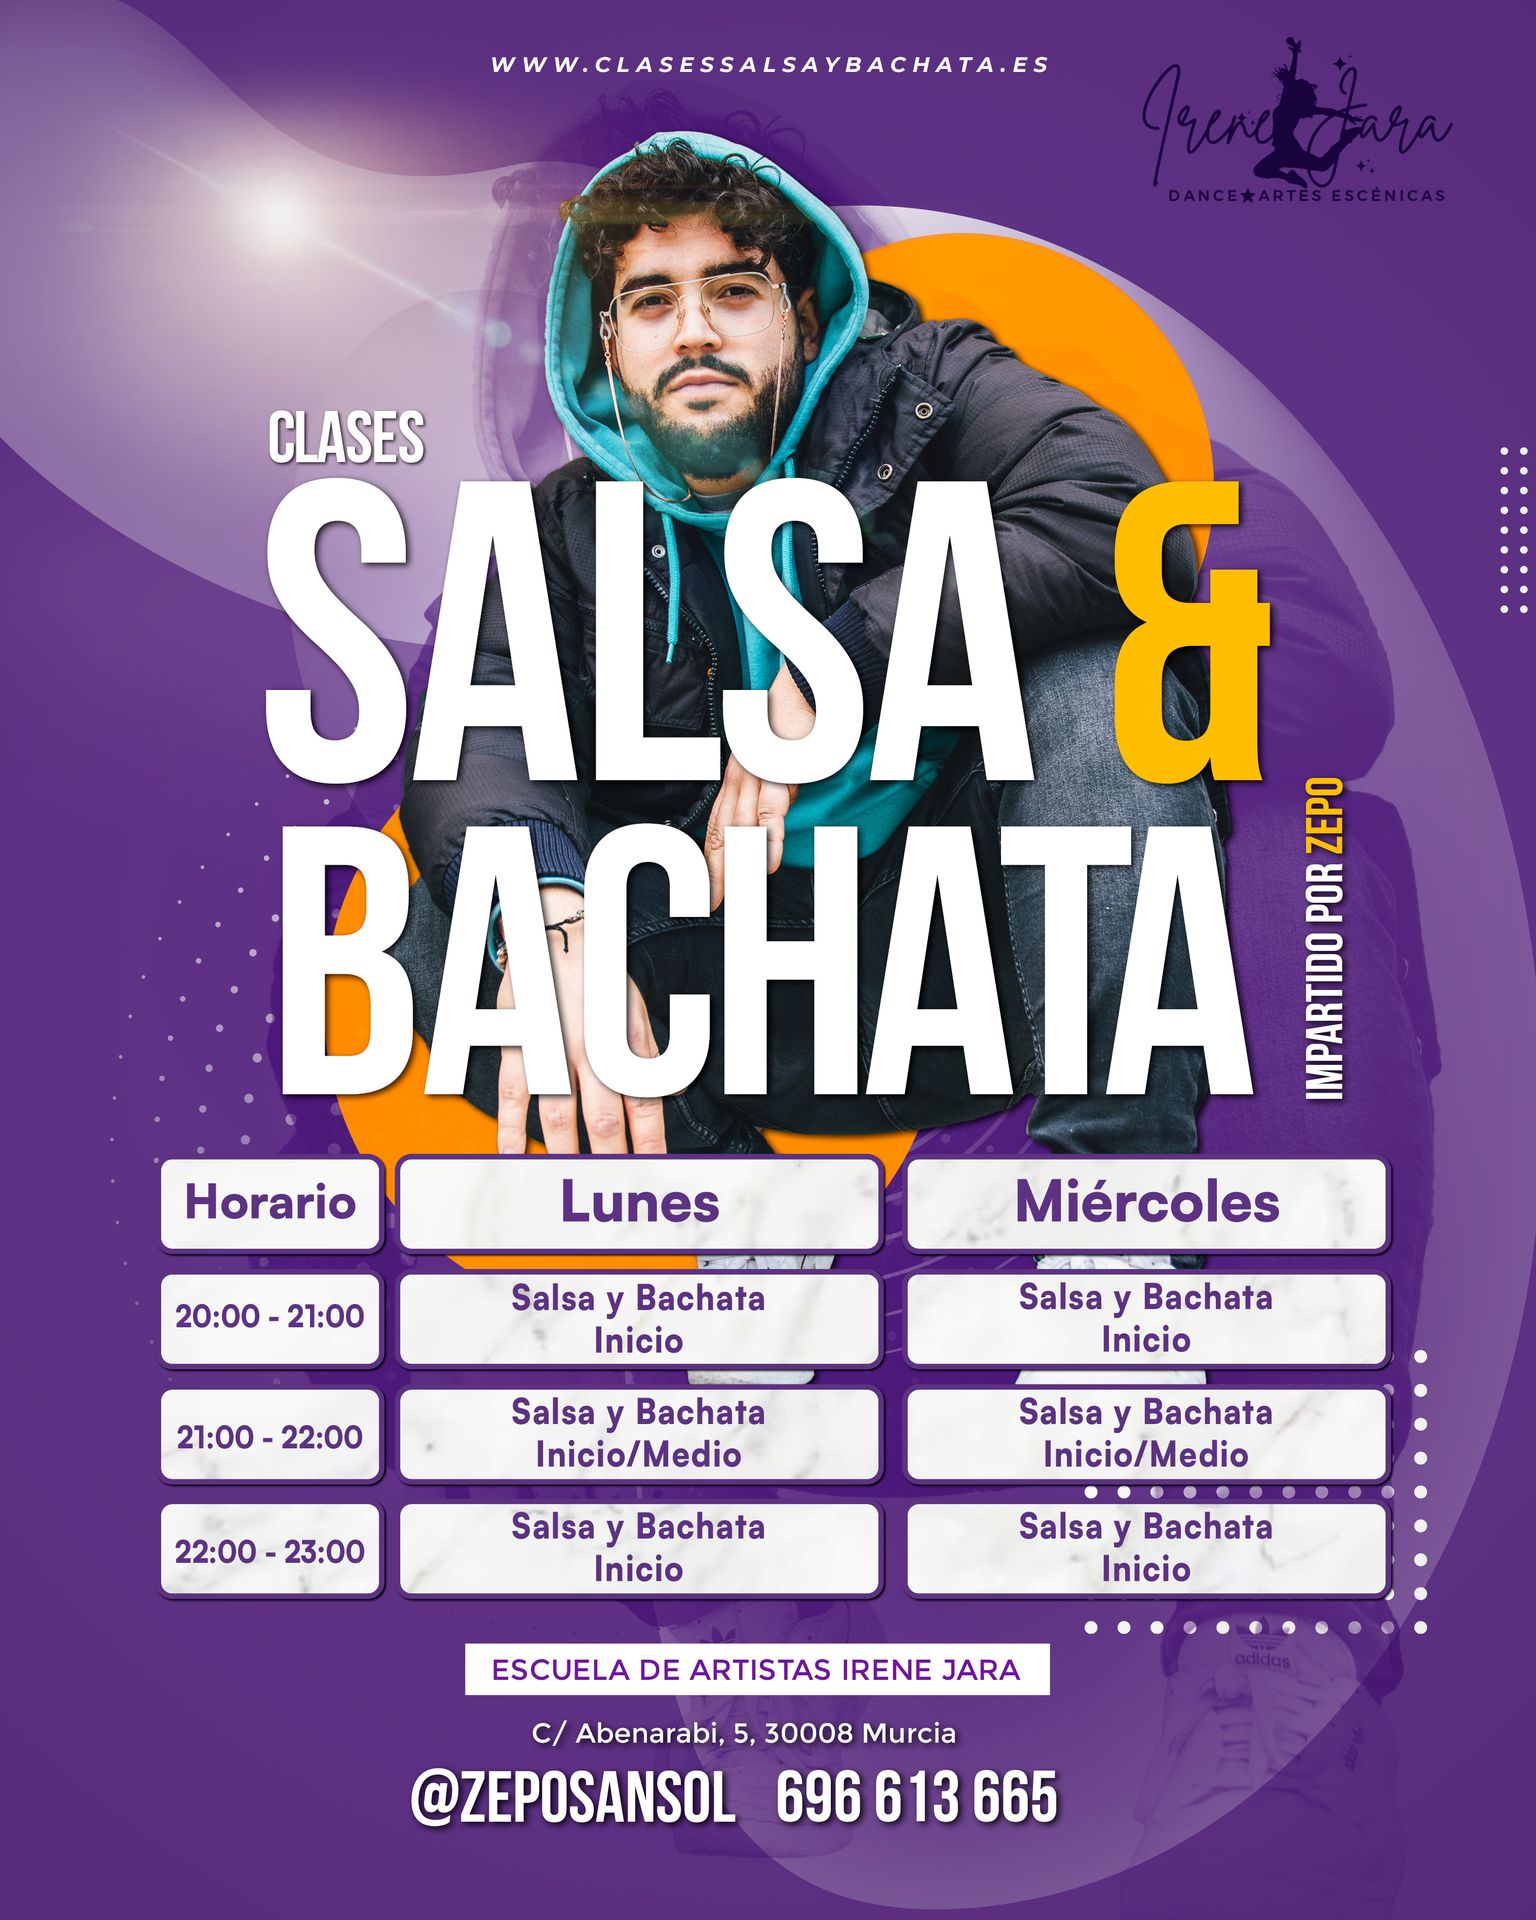 WWW.CLASESSALSAYBACHATA.ES
Irene Jara
DANCE★ARTES ESCÉNICAS
CLASES
SALSA &
BACHATA
IMPARTIDO POR ZEPO
Horario Lunes Miércoles
20:00 - 21:00 Salsa y Bachata Salsa y Bachata
Inicio Inicio
21:00 - 22:00 Salsa y Bachata Salsa y Bachata
Inicio/Medio Inicio/Medio
22:00 - 23:00 Salsa y Bachata Salsa y Bachata
Inicio Inicio
adidas
ESCUELA DE ARTISTAS IRENE JARA
C/ Abenarabi, 5, 30008 Murcia
@ZEPOSANSOL 696 613 665